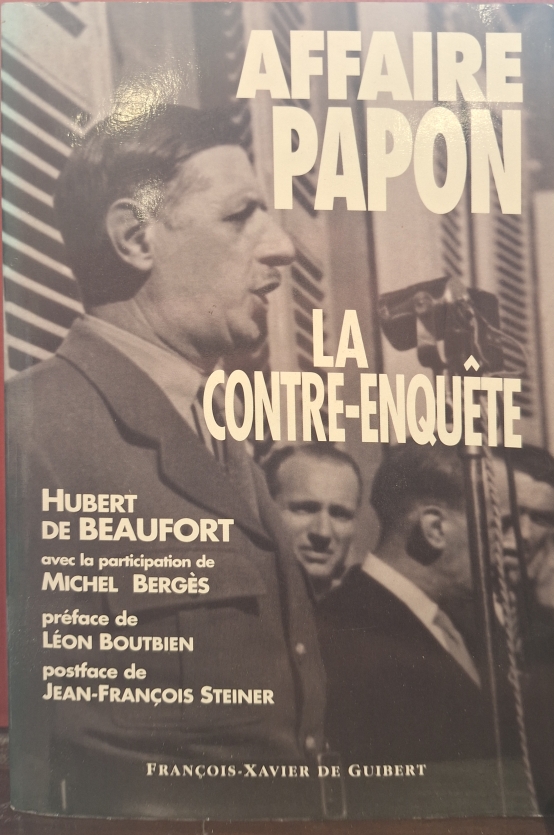 AFFAIRE
PAPON
LA
CONTRE-ENQUÊTE
HUBERT
DE BEAUFORT
avec la participation de
MICHEL BERGÈS
préface de
LÉON BOUTBIEN
postface de
JEAN-FRANÇOIS STEINER
FRANÇOIS-XAVIER DE GUIBERT